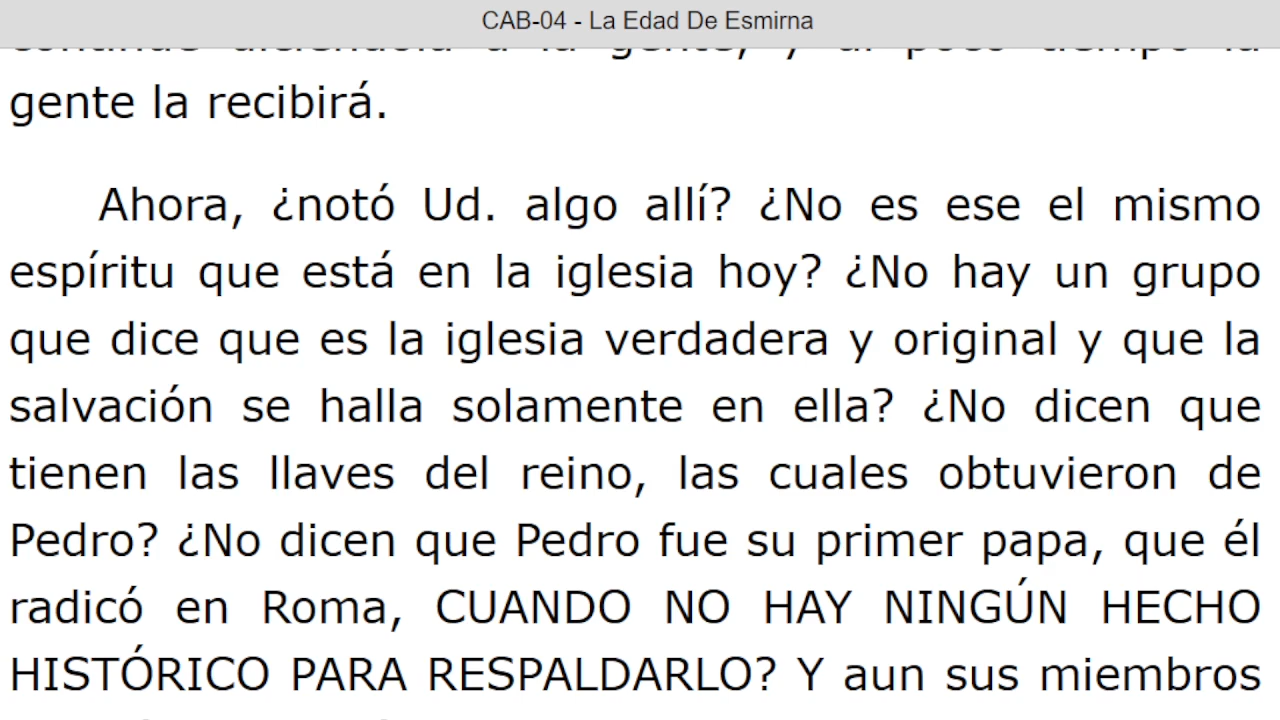 CAB-04 - La Edad De Esmirna
gente la recibirá.
Ahora, ¿notó Ud. algo allí? ¿No es ese el mismo
espíritu que está en la iglesia hoy? ¿No hay un grupo
que dice que es la iglesia verdadera y original y que la
salvación se halla solamente en ella? ¿No dicen que
tienen las llaves del reino, las cuales obtuvieron de
Pedro? ¿No dicen que Pedro fue su primer papa, que él
radicó en Roma, CUANDO NO HAY NINGÚN HECHO
HISTÓRICO PARA RESPALDARLO? Y aun sus miembros